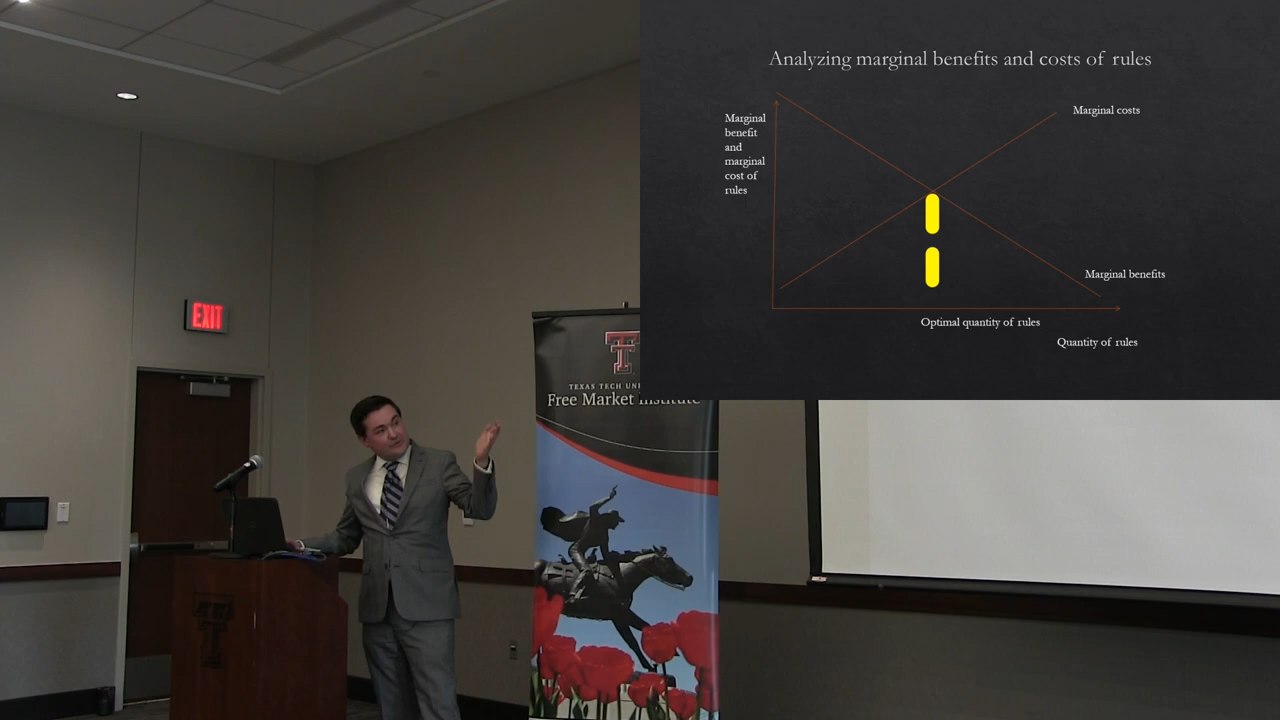 Analyzing marginal benefits and costs of rules
Marginal
benefit
and
marginal
cost of
rules
Marginal costs
Marginal benefits
Optimal quantity of rules
Quantity of rules
EXIT
TEXAS TECH
Free Market Institute